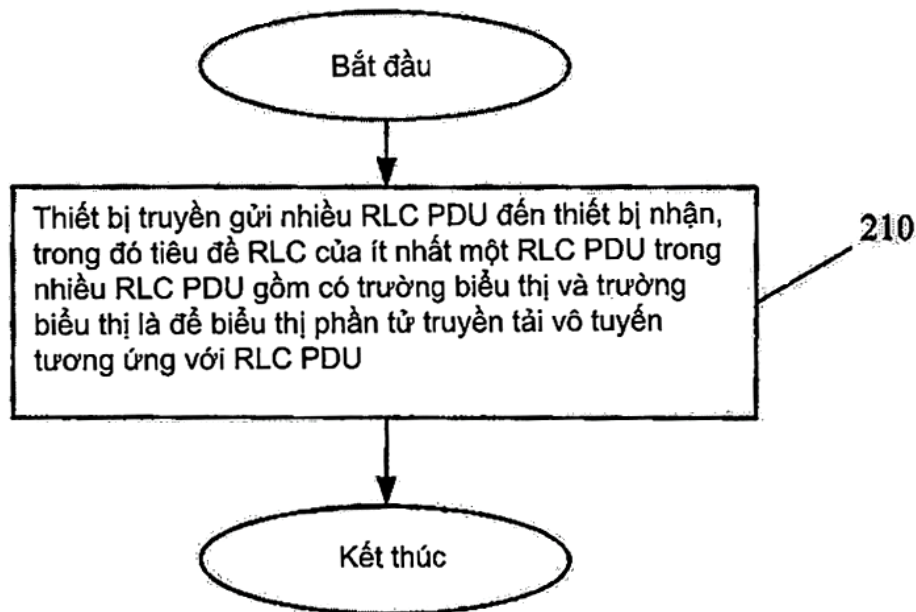 Bắt đầu
Thiết bị truyền gửi nhiều RLC PDU đến thiết bị nhận,
trong đó tiêu đề RLC của ít nhất một RLC PDU trong
nhiều RLC PDU gồm có trường biểu thị và trường
biểu thị là để biểu thị phần tử truyền tải vô tuyến
tương ứng với RLC PDU
210
Kết thúc